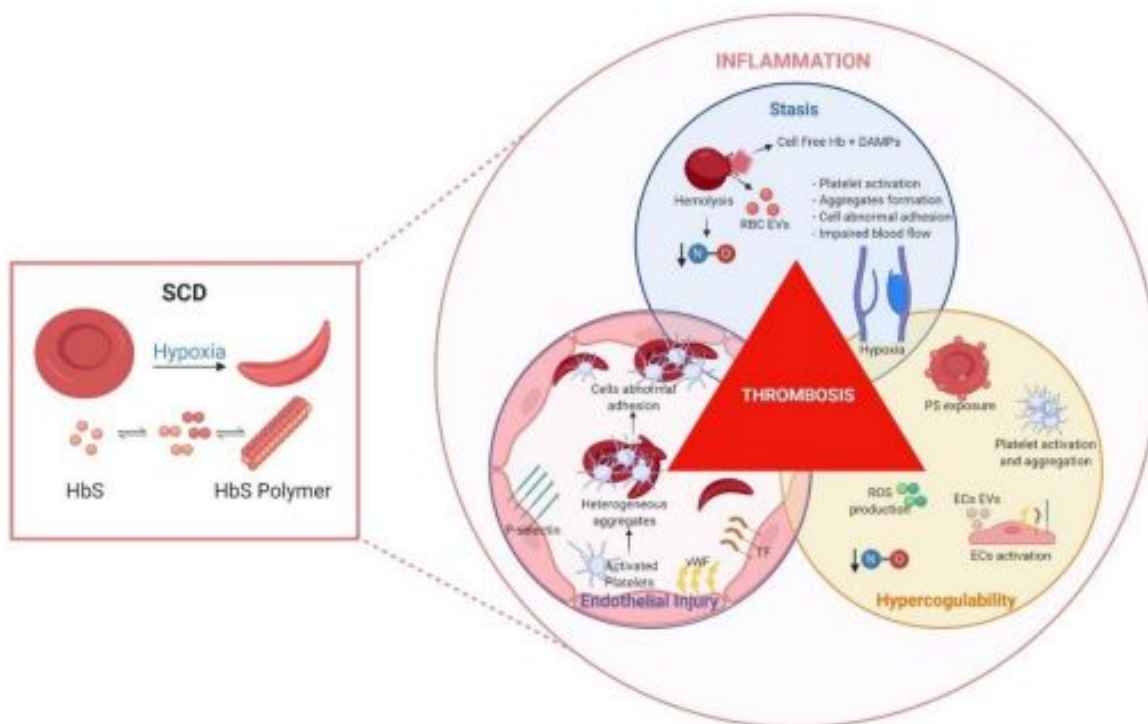 INFLAMMATION
Stasis
Cell Free Hb + DAMPs
Hemolysis
RBC EVs
- Platelet activation
- Aggregates formation
- Cell abnormal adhesion
- Impaired blood flow
N O
Hypoxia
SCD
Hypoxia
HbS
HbS Polymer
THROMBOSIS
Cells abnormal
adhesion
Heterogeneous
aggregates
P-selectin
Activated
Platelets
vWF
TF
Endothelial Injury
PS exposure
Platelet activation
and aggregation
ROS
production
ECs EVs
ECs activation
N O
Hypercogulability